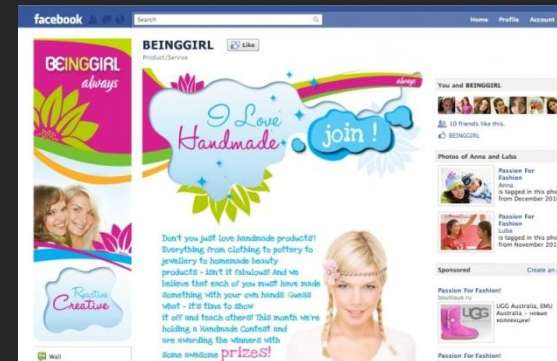 facebook
Search
Home Profile Account
BEINGGIRL
always
BEINGGIRL Like
Product/Service
always
I Love
Handmade
join !
Don't you just love handmade products?
Everything from clothing to pottery to
jewellery to homemade beauty
products - isn't it fabulous? And we
believe that each of you must have made
something with your own hands. Guess
what - it's time to show
it off and teach others! This month we're
holding a Handmade Contest and
are awarding the winners with
some awesome prizes!
Reactive
Creative
Wall
You and BEINGGIRL
10 friends like this.
BEINGGIRL
Photos of Anna and Luba
Passion For
Fashion
Anna
is tagged in this pho
from December 201
Passion For
Fashion
Luba
is tagged in this pho
from November 201
Sponsored
Create an A
Passion For Fashion!
boutique.ru
UGG
UGG Australia, EMU
Australia - новые
коллекции!
Passion For Fashion!